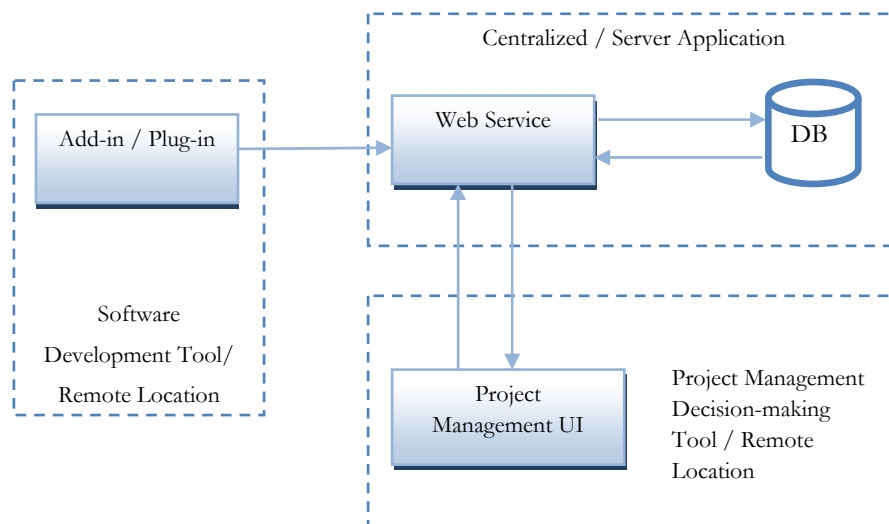 Centralized / Server Application
Add-in / Plug-in
Web Service
DB
Software
Development Tool/
Remote Location
Project
Management UI
Project Management
Decision-making
Tool / Remote
Location